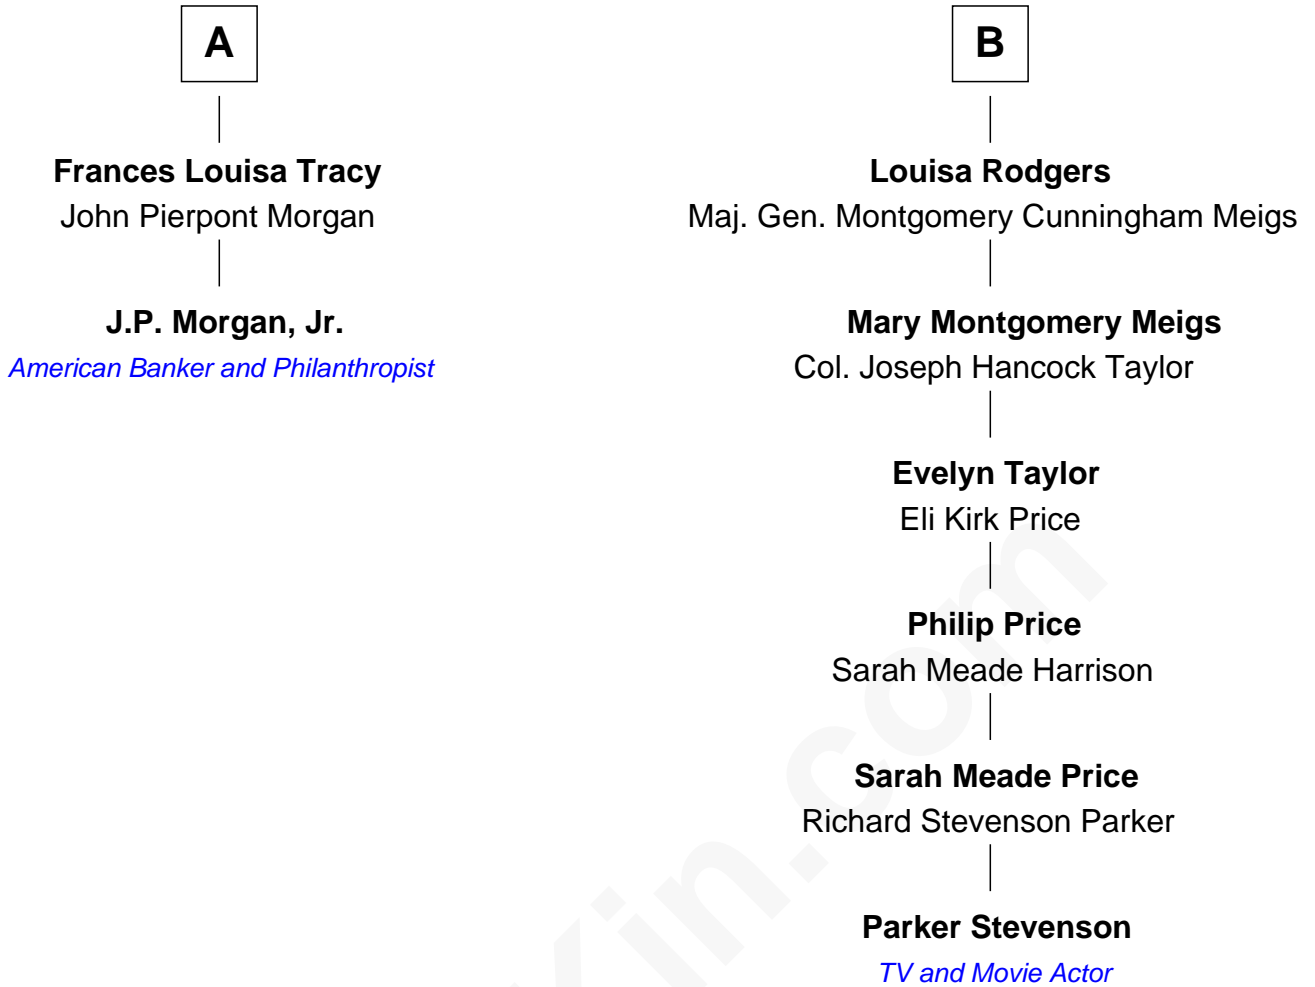 A
Frances Louisa Tracy
John Pierpont Morgan
J.P. Morgan, Jr.
American Banker and Philanthropist
B
Louisa Rodgers
Maj. Gen. Montgomery Cunningham Meigs
Mary Montgomery Meigs
Col. Joseph Hancock Taylor
Evelyn Taylor
Eli Kirk Price
Philip Price
Sarah Meade Harrison
Sarah Meade Price
Richard Stevenson Parker
Parker Stevenson
TV and Movie Actor
Kin.com